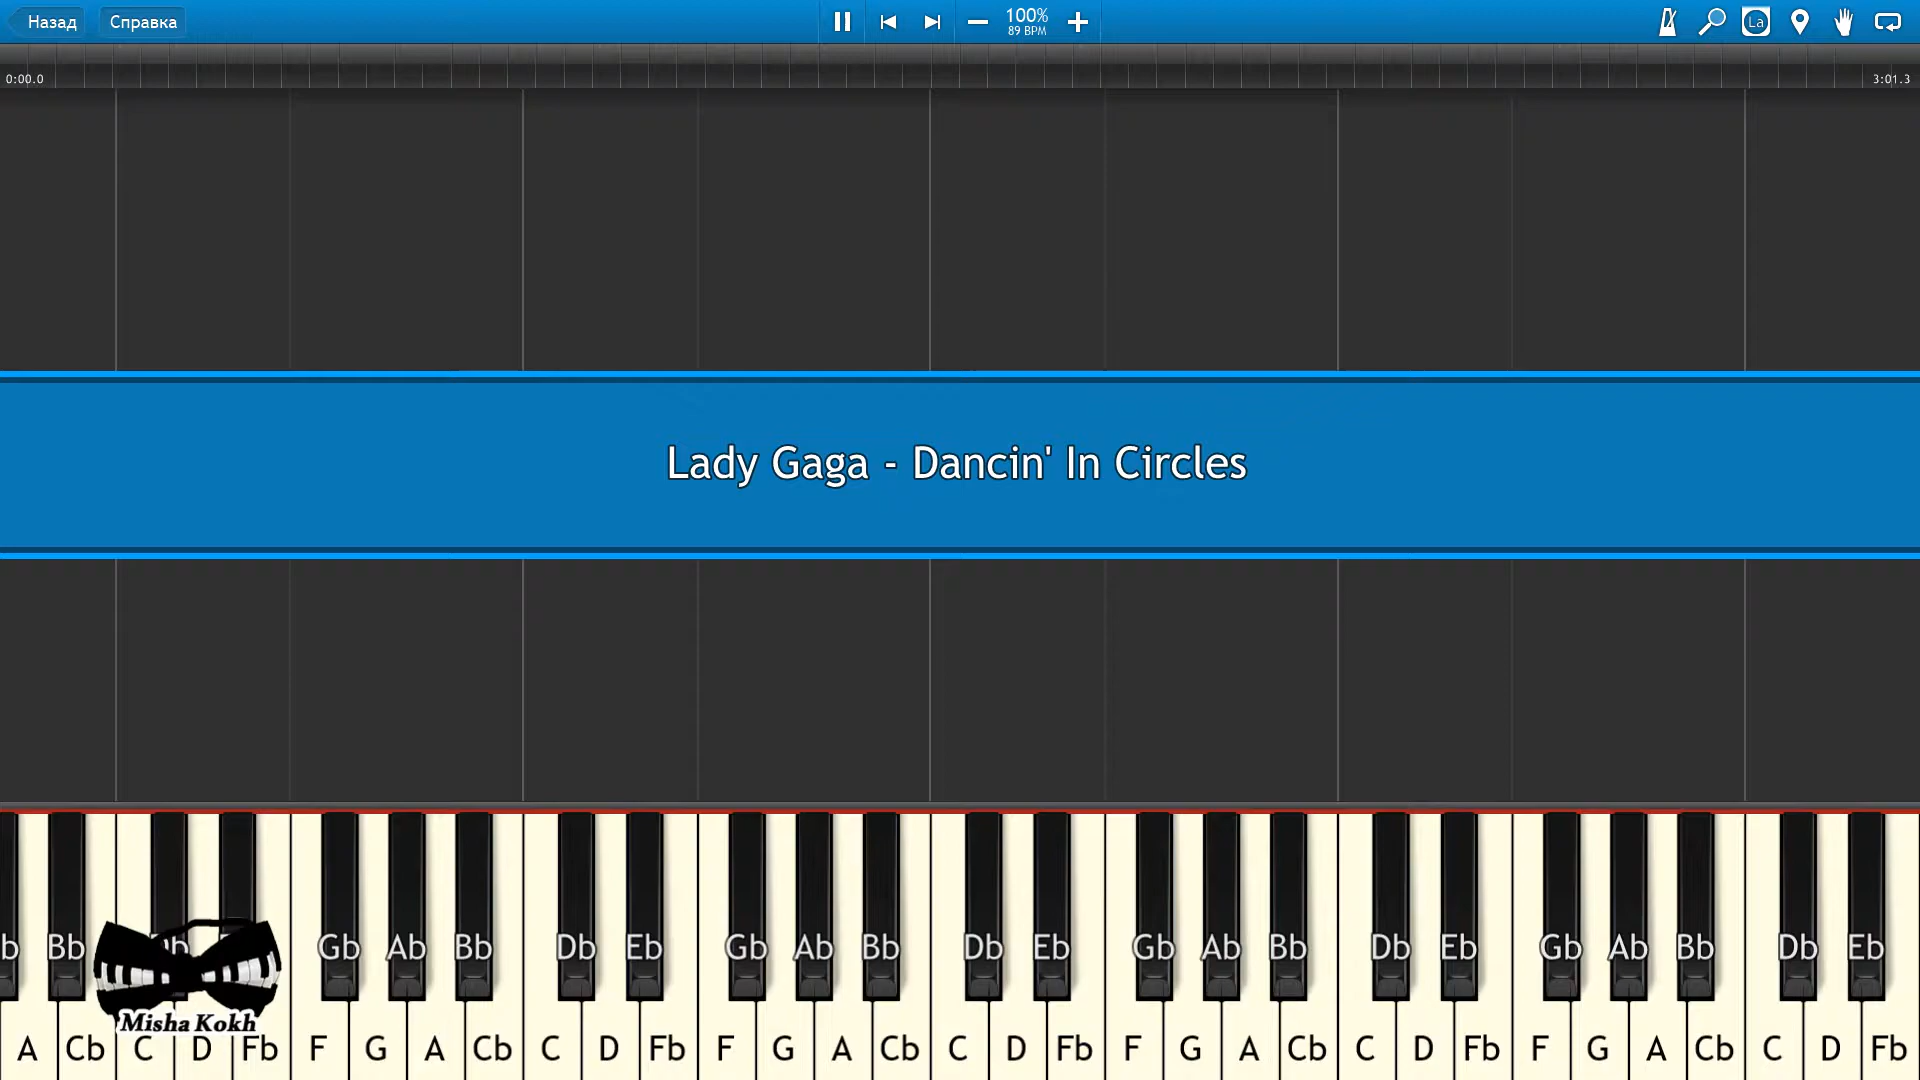 Назад Справка 100% 89 BPM La
0:00.0 3:01.3
Lady Gaga - Dancin' In Circles
b Bb Gb Ab Bb Db Eb Gb Ab Bb Db Eb Gb Ab Bb Db Eb Gb Ab Bb Db Eb
Misha Kokh
A Cb C D Fb F G A Cb C D Fb F G A Cb C D Fb F G A Cb C D Fb F G A Cb C D Fb